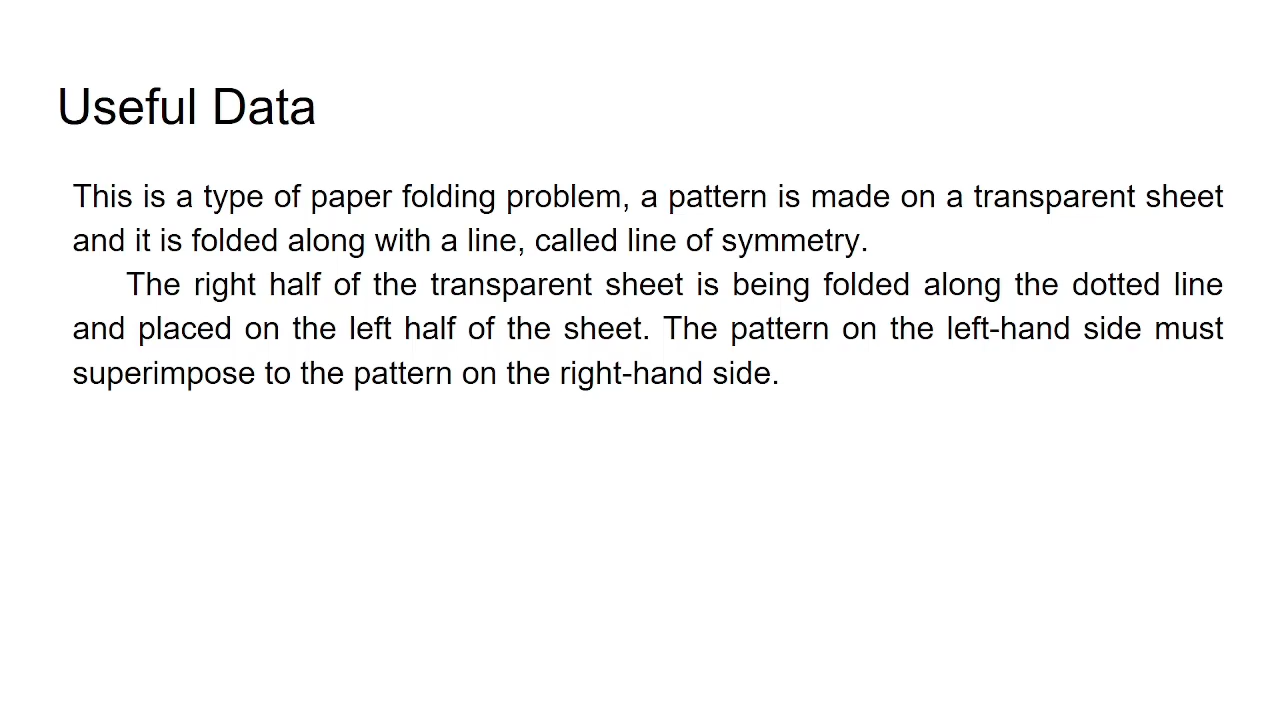 Useful Data
This is a type of paper folding problem, a pattern is made on a transparent sheet
and it is folded along with a line, called line of symmetry.
The right half of the transparent sheet is being folded along the dotted line
and placed on the left half of the sheet. The pattern on the left-hand side must
superimpose to the pattern on the right-hand side.